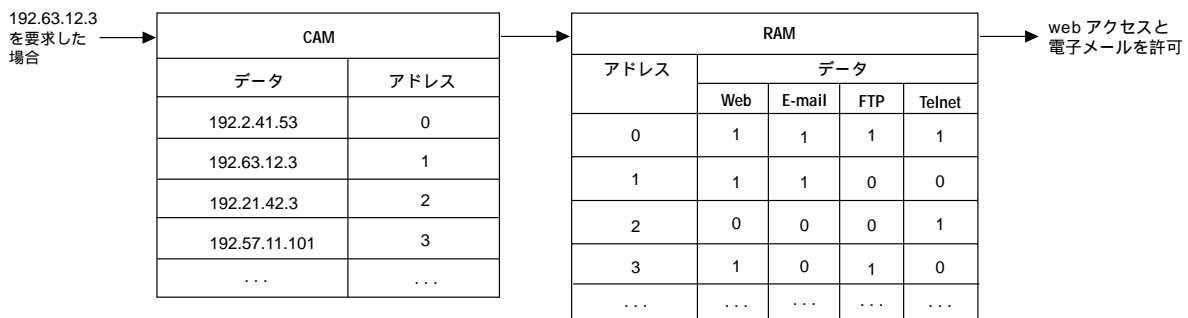 192.63.12.3
を要求した
場合
CAM
データ アドレス
192.2.41.53 0
192.63.12.3 1
192.21.42.3 2
192.57.11.101 3
. . . . . .
RAM
アドレス データ
Web E-mail FTP Telnet
0 1 1 1 1
1 1 1 0 0
2 0 0 0 1
3 1 0 1 0
. . . . . . . . . . . . . . .
web アクセスと
電子メールを許可